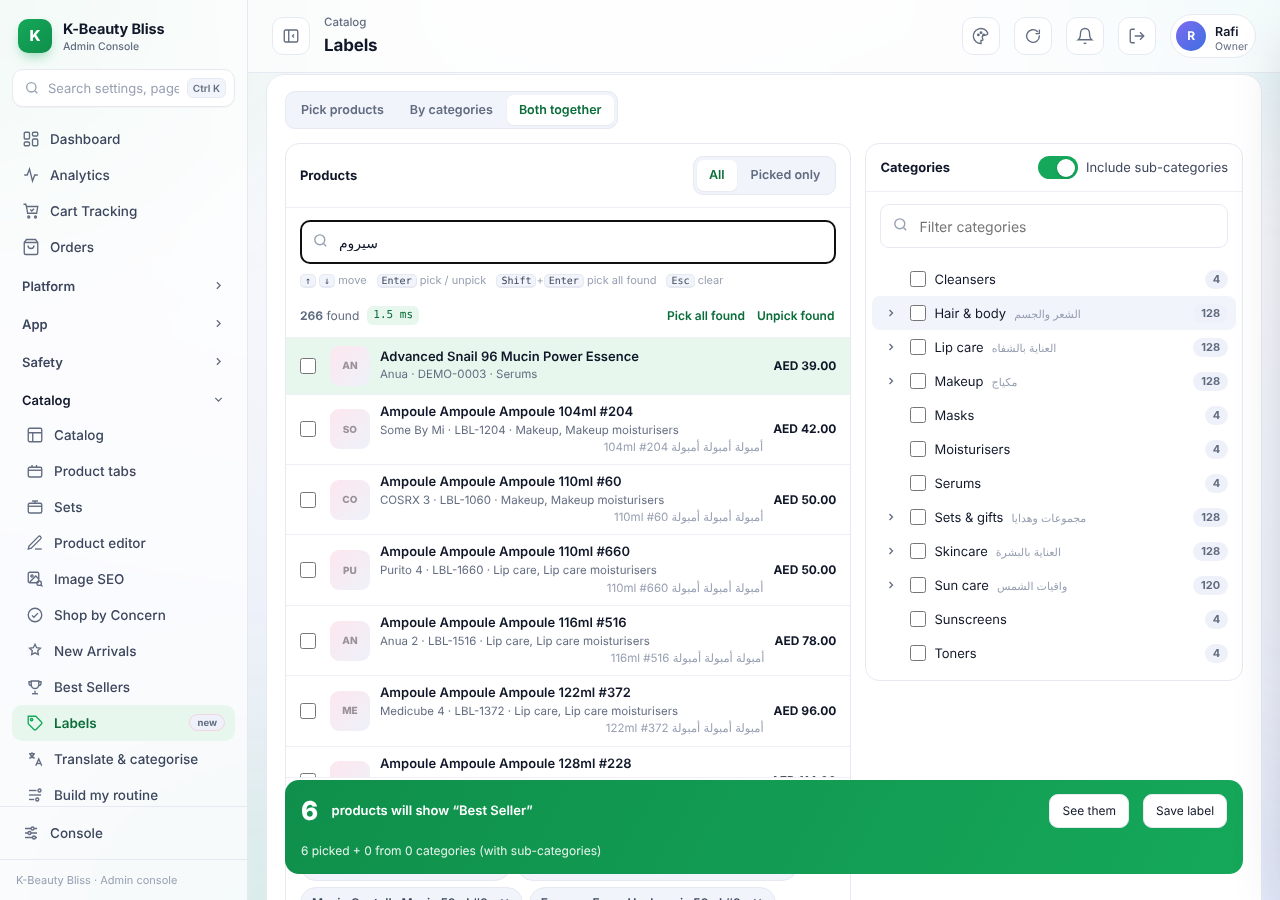 K
K-Beauty Bliss
Admin Console
Search settings, page
Ctrl K
Dashboard
Analytics
Cart Tracking
Orders
Platform
App
Safety
Catalog
Catalog
Product tabs
Sets
Product editor
Image SEO
Shop by Concern
New Arrivals
Best Sellers
Labels new
Translate & categorise
Build my routine
Console
K-Beauty Bliss · Admin console
Catalog
Labels
R
Rafi
Owner
Pick products By categories Both together
Products
All Picked only
سيروم
↑ ↓ move Enter pick / unpick Shift+Enter pick all found Esc clear
266 found 1.5 ms Pick all found Unpick found
AN
Advanced Snail 96 Mucin Power Essence
Anua · DEMO-0003 · Serums
AED 39.00
SO
Ampoule Ampoule Ampoule 104ml #204
Some By Mi · LBL-1204 · Makeup, Makeup moisturisers
أمبولة أمبولة أمبولة 104ml #204
AED 42.00
CO
Ampoule Ampoule Ampoule 110ml #60
COSRX 3 · LBL-1060 · Makeup, Makeup moisturisers
أمبولة أمبولة أمبولة 110ml #60
AED 50.00
PU
Ampoule Ampoule Ampoule 110ml #660
Purito 4 · LBL-1660 · Lip care, Lip care moisturisers
أمبولة أمبولة أمبولة 110ml #660
AED 50.00
AN
Ampoule Ampoule Ampoule 116ml #516
Anua 2 · LBL-1516 · Lip care, Lip care moisturisers
أمبولة أمبولة أمبولة 116ml #516
AED 78.00
ME
Ampoule Ampoule Ampoule 122ml #372
Medicube 4 · LBL-1372 · Lip care, Lip care moisturisers
أمبولة أمبولة أمبولة 122ml #372
AED 96.00
Ampoule Ampoule Ampoule 128ml #228
Categories
Include sub-categories
Filter categories
Cleansers 4
Hair & body الشعر والجسم 128
Lip care العناية بالشفاه 128
Makeup مكياج 128
Masks 4
Moisturisers 4
Serums 4
Sets & gifts مجموعات وهدايا 128
Skincare العناية بالبشرة 128
Sun care واقيات الشمس 120
Sunscreens 4
Toners 4
6 products will show “Best Seller”
See them Save label
6 picked + 0 from 0 categories (with sub-categories)